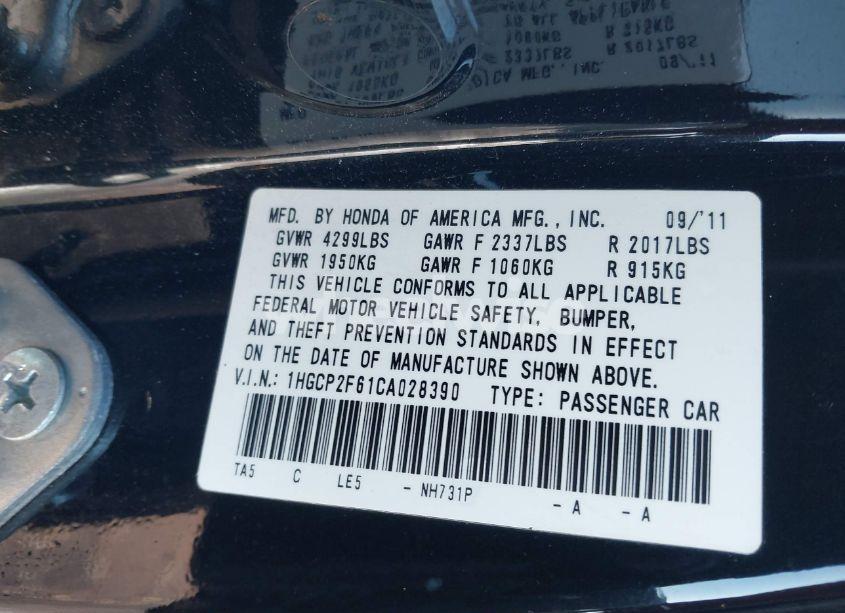 MFD. BY HONDA OF AMERICA MFG., INC. 09/'11
GVWR 4299LBS GAWR F 2337LBS R 2017LBS
GVWR 1950KG GAWR F 1060KG R 915KG
THIS VEHICLE CONFORMS TO ALL APPLICABLE
FEDERAL MOTOR VEHICLE SAFETY, BUMPER,
AND THEFT PREVENTION STANDARDS IN EFFECT
ON THE DATE OF MANUFACTURE SHOWN ABOVE.
V.I.N.: 1HGCP2F61CA028390 TYPE: PASSENGER CAR
TA5 C LE5 - NH731P - A - A